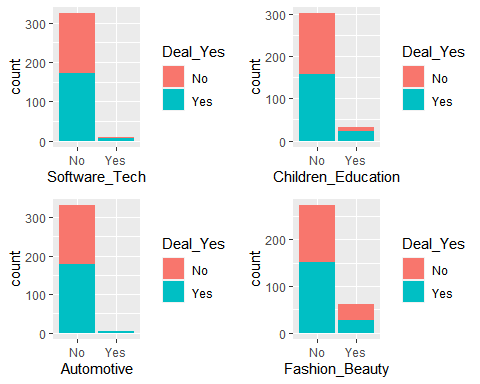 300
200
100
0
count
No Yes
Software_Tech
Deal_Yes
No
Yes
300
200
100
0
count
No Yes
Children_Education
Deal_Yes
No
Yes
300
200
100
0
count
No Yes
Automotive
Deal_Yes
No
Yes
200
100
0
count
No Yes
Fashion_Beauty
Deal_Yes
No
Yes